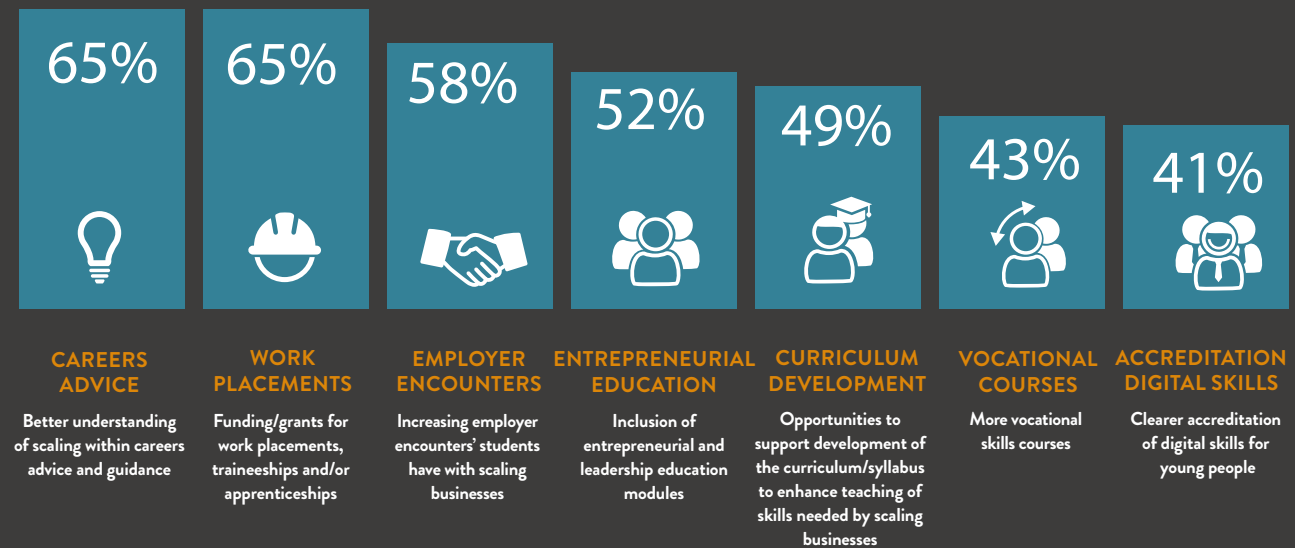 65%
65%
58%
52%
49%
43%
41%
CAREERS
ADVICE
Better understanding
of scaling within careers
advice and guidance
WORK
PLACEMENTS
Funding/grants for
work placements,
traineeships and/or
apprenticeships
EMPLOYER
ENCOUNTERS
Increasing employer
encounters’ students
have with scaling
businesses
ENTREPRENEURIAL
EDUCATION
Inclusion of
entrepreneurial and
leadership education
modules
CURRICULUM
DEVELOPMENT
Opportunities to
support development of
the curriculum/syllabus
to enhance teaching of
skills needed by scaling
businesses
VOCATIONAL
COURSES
More vocational
skills courses
ACCREDITATION
DIGITAL SKILLS
Clearer accreditation
of digital skills for
young people